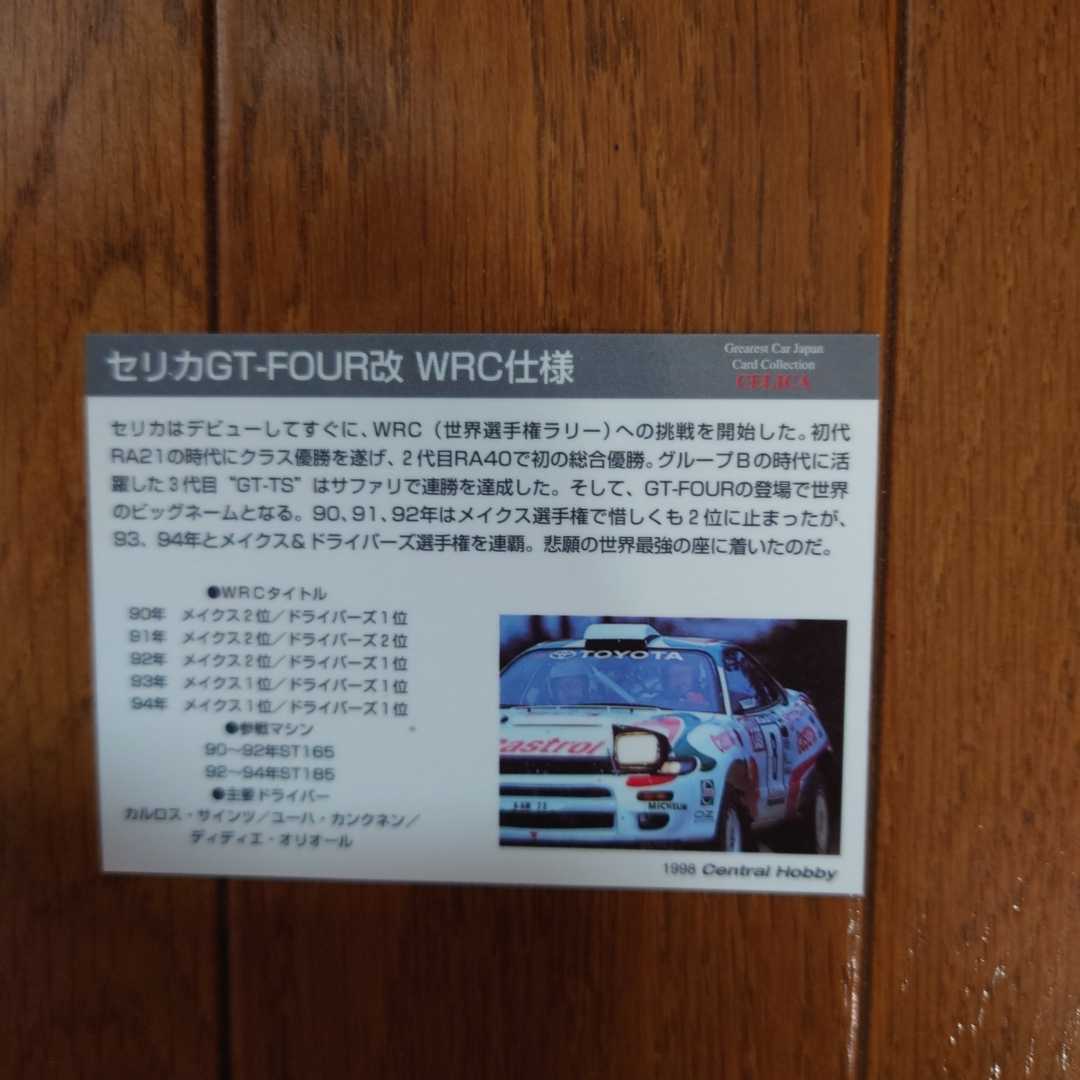 セリカGT-FOUR改 WRC仕様
Grearest Car Japan
Card Collection
CELICA
セリカはデビューしてすぐに、WRC（世界選手権ラリー）への挑戦を開始した。初代
RA21の時代にクラス優勝を遂げ、2代目RA40で初の総合優勝。グループBの時代に活
躍した3代目“GT-TS”はサファリで連勝を達成した。そして、GT-FOURの登場で世界
のビッグネームとなる。90、91、92年はメイクス選手権で惜しくも2位に止まったが、
93、94年とメイクス＆ドライバーズ選手権を連覇。悲願の世界最強の座に着いたのだ。
●WRCタイトル
90年 メイクス2位／ドライバーズ1位
91年 メイクス2位／ドライバーズ2位
92年 メイクス2位／ドライバーズ1位
93年 メイクス1位／ドライバーズ1位
94年 メイクス1位／ドライバーズ1位
●参戦マシン
90～92年ST165
92～94年ST185
●主要ドライバー
カルロス・サインツ／ユーハ・カンクネン／
ディディエ・オリオール
TOYOTA
Castrol
MICHELIN
OZ
1998 Central Hobby